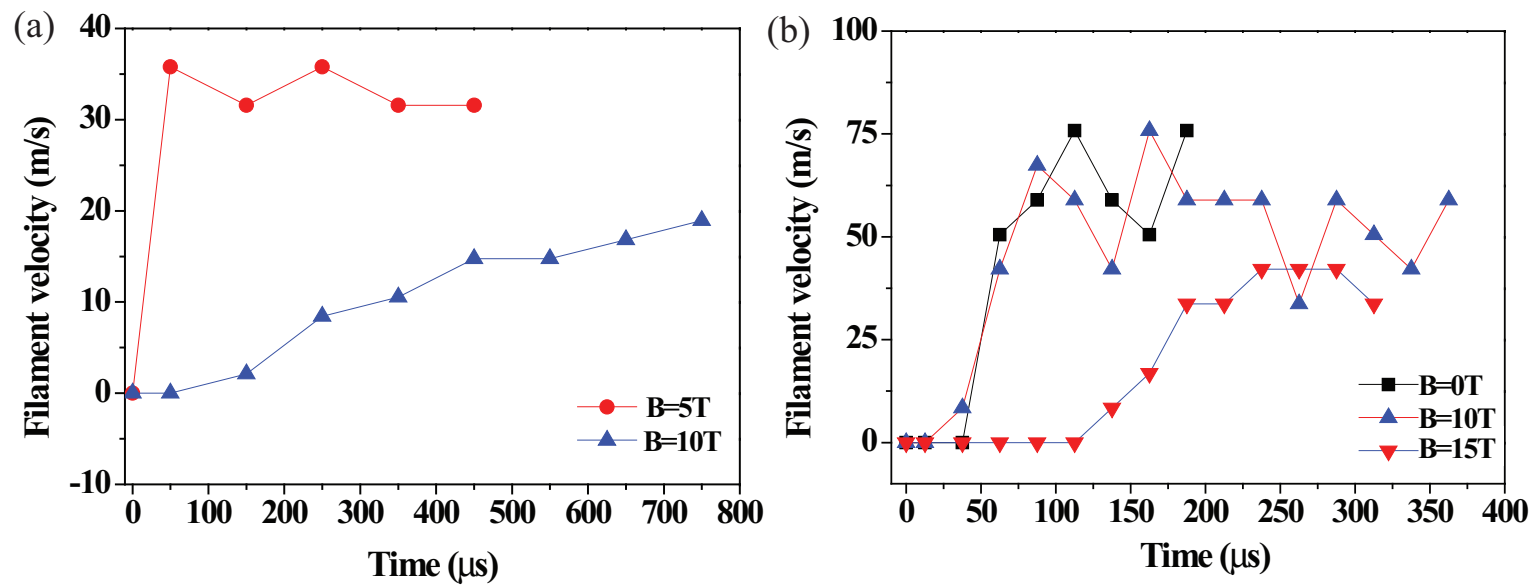 (a)
40
30
20
10
0
-10
Filament velocity (m/s)
0 100 200 300 400 500 600 700 800
Time (μs)
B=5T
B=10T
(b)
100
75
50
25
0
Filament velocity (m/s)
0 50 100 150 200 250 300 350 400
Time (μs)
B=0T
B=10T
B=15T